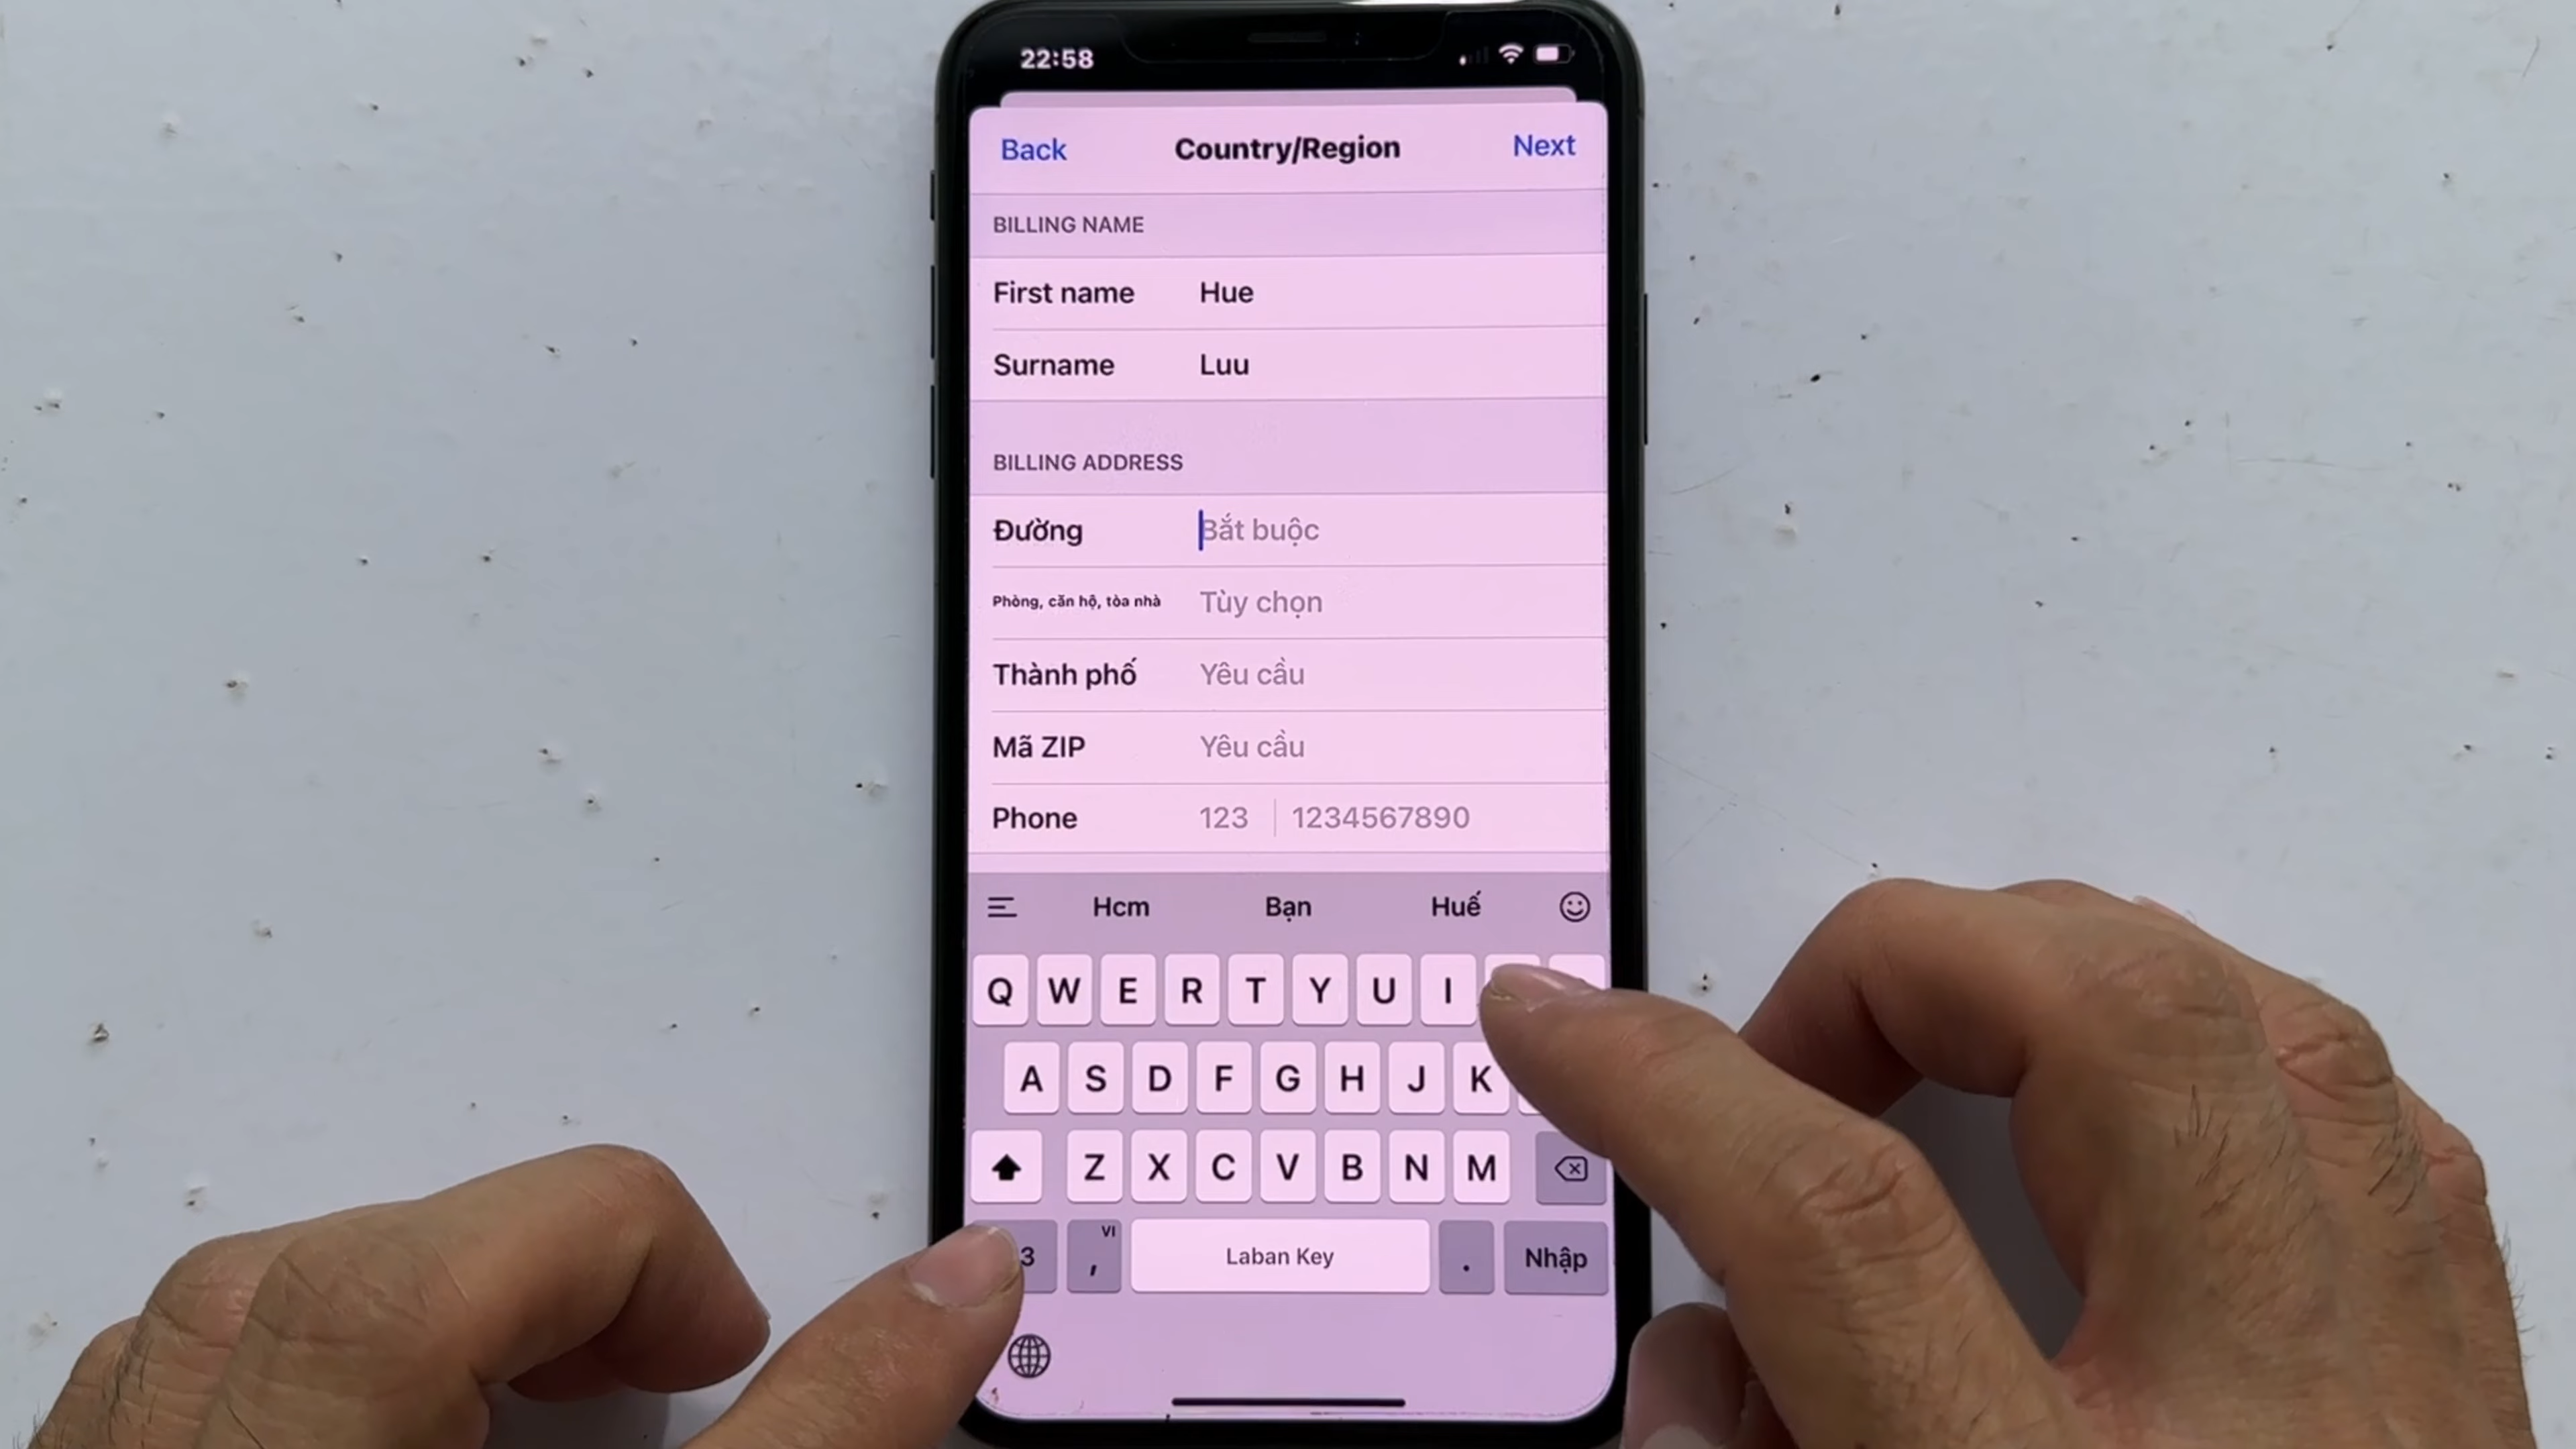 22:58
Back Country/Region Next
BILLING NAME
First name Hue
Surname Luu
BILLING ADDRESS
Đường Bắt buộc
Phòng, căn hộ, tòa nhà Tùy chọn
Thành phố Yêu cầu
Mã ZIP Yêu cầu
Phone 123 1234567890
Hcm Bạn Huế
Q W E R T Y U I
A S D F G H J K
Z X C V B N M
3 , VI Laban Key . Nhập